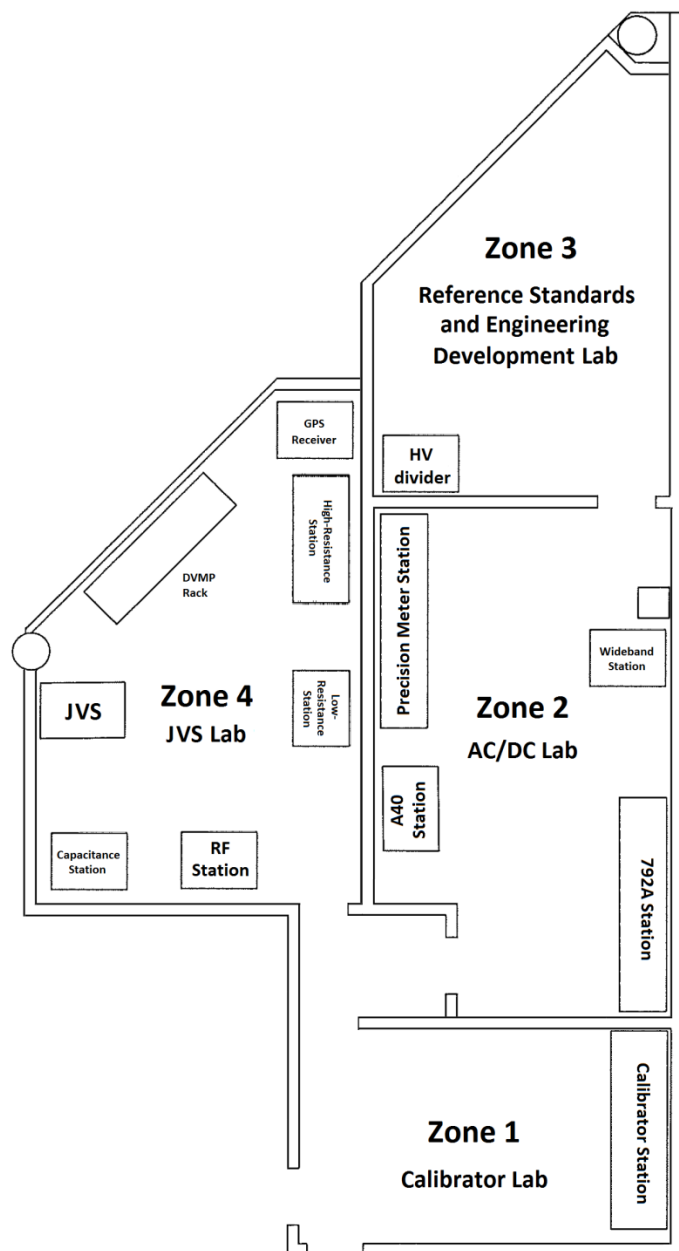 Zone 3
Reference Standards
and Engineering
Development Lab
GPS
Receiver
HV
divider
High-Resistance
Station
DVMP
Rack
Precision Meter Station
Wideband
Station
JVS
Zone 4
JVS Lab
Low-
Resistance
Station
Zone 2
AC/DC Lab
A40
Station
Capacitance
Station
RF
Station
792A Station
Zone 1
Calibrator Lab
Calibrator Station